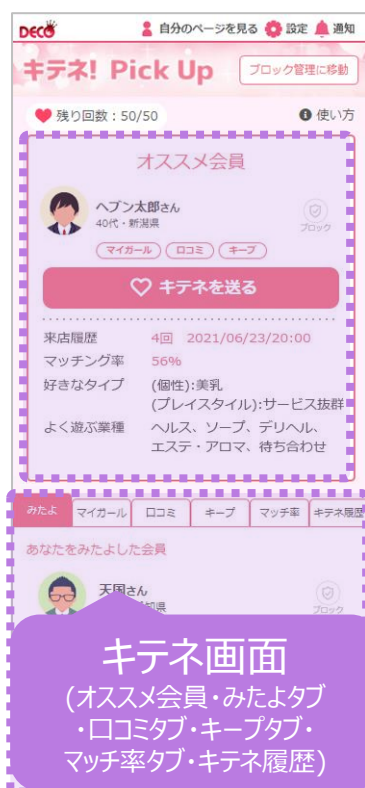 DECO 自分のページを見る 設定 通知
キテネ! Pick Up ブロック管理に移動
残り回数：50/50 使い方
オススメ会員
ヘブン太郎さん
40代・新潟県
ブロック
マイガール 口コミ キープ
キテネを送る
来店履歴 4回 2021/06/23/20:00
マッチング率 56%
好きなタイプ (個性):美乳
(プレイスタイル):サービス抜群
よく遊ぶ業種 ヘルス、ソープ、デリヘル、
エステ・アロマ、待ち合わせ
みたよ マイガール 口コミ キープ マッチ率 キテネ履歴
あなたをみたよした会員
天国さん
ブロック
キテネ画面
(オススメ会員・みたよタブ
・口コミタブ・キープタブ・
マッチ率タブ・キテネ履歴)